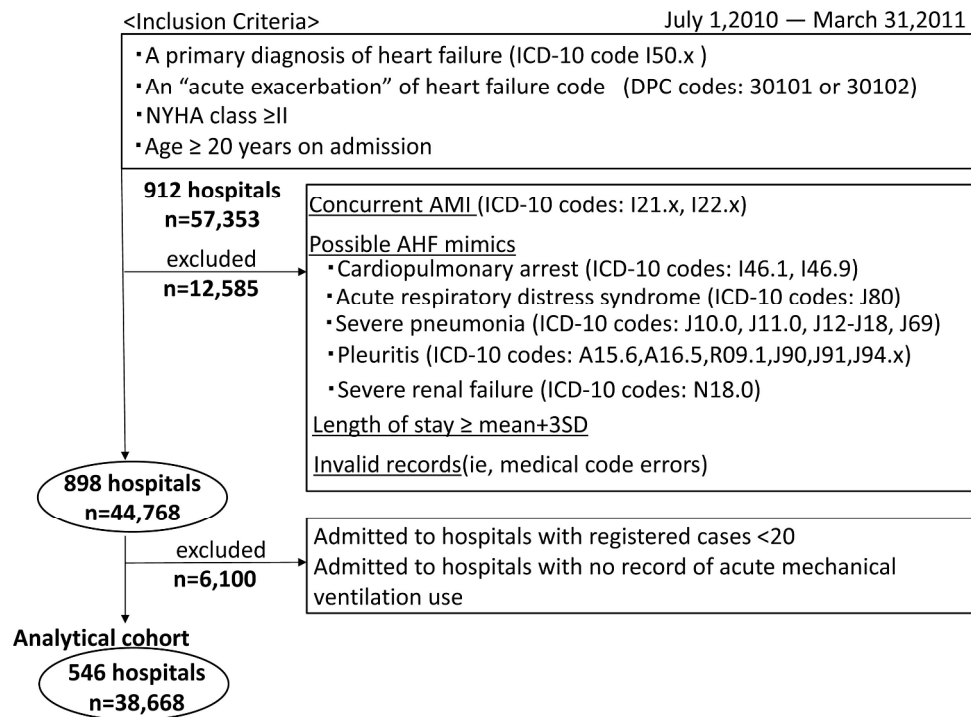 <Inclusion Criteria>
July 1,2010 — March 31,2011
・A primary diagnosis of heart failure (ICD-10 code I50.x )
・An “acute exacerbation” of heart failure code (DPC codes: 30101 or 30102)
・NYHA class ≥II
・Age ≥ 20 years on admission
912 hospitals
n=57,353
excluded
n=12,585
Concurrent AMI (ICD-10 codes: I21.x, I22.x)
Possible AHF mimics
・Cardiopulmonary arrest (ICD-10 codes: I46.1, I46.9)
・Acute respiratory distress syndrome (ICD-10 codes: J80)
・Severe pneumonia (ICD-10 codes: J10.0, J11.0, J12-J18, J69)
・Pleuritis (ICD-10 codes: A15.6,A16.5,R09.1,J90,J91,J94.x)
・Severe renal failure (ICD-10 codes: N18.0)
Length of stay ≥ mean+3SD
Invalid records(ie, medical code errors)
898 hospitals
n=44,768
excluded
n=6,100
Admitted to hospitals with registered cases <20
Admitted to hospitals with no record of acute mechanical
ventilation use
Analytical cohort
546 hospitals
n=38,668